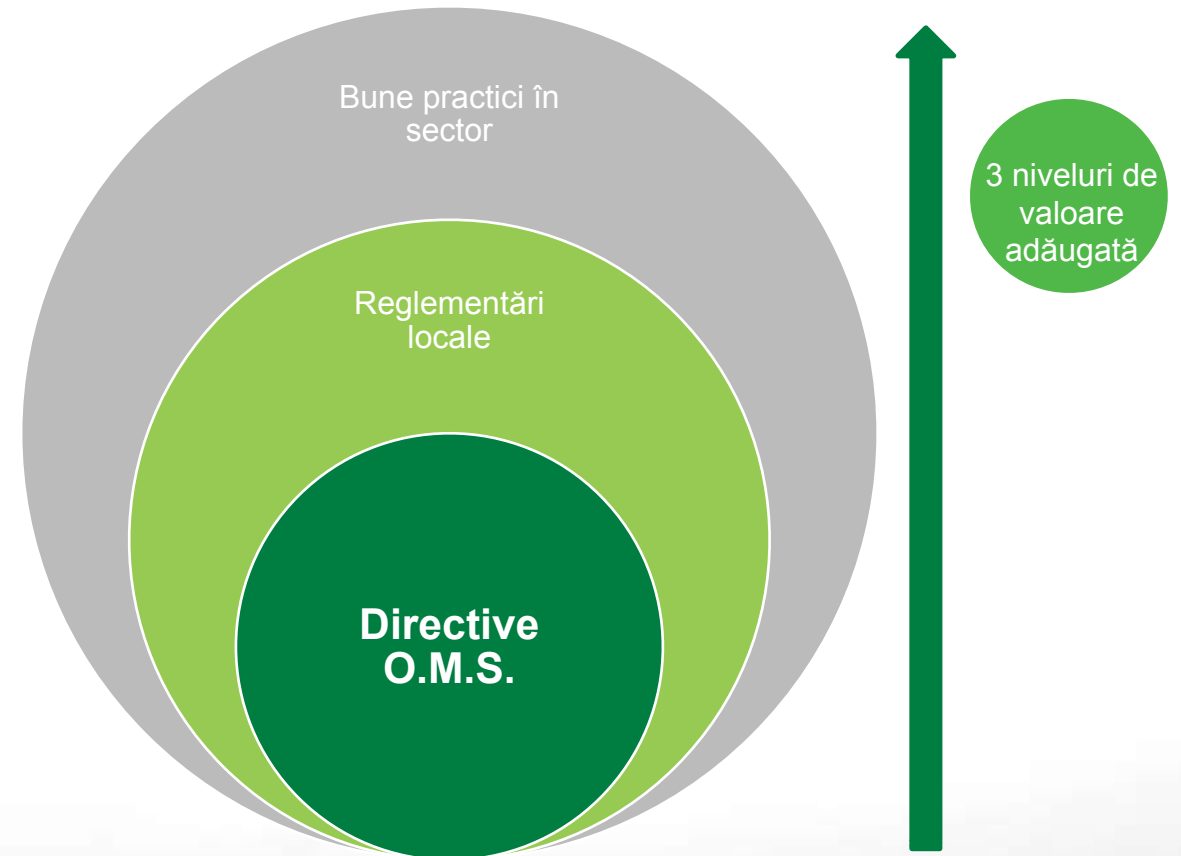 Bune practici în
sector
3 niveluri de
valoare
adăugată
Reglementări
locale
Directive
O.M.S.